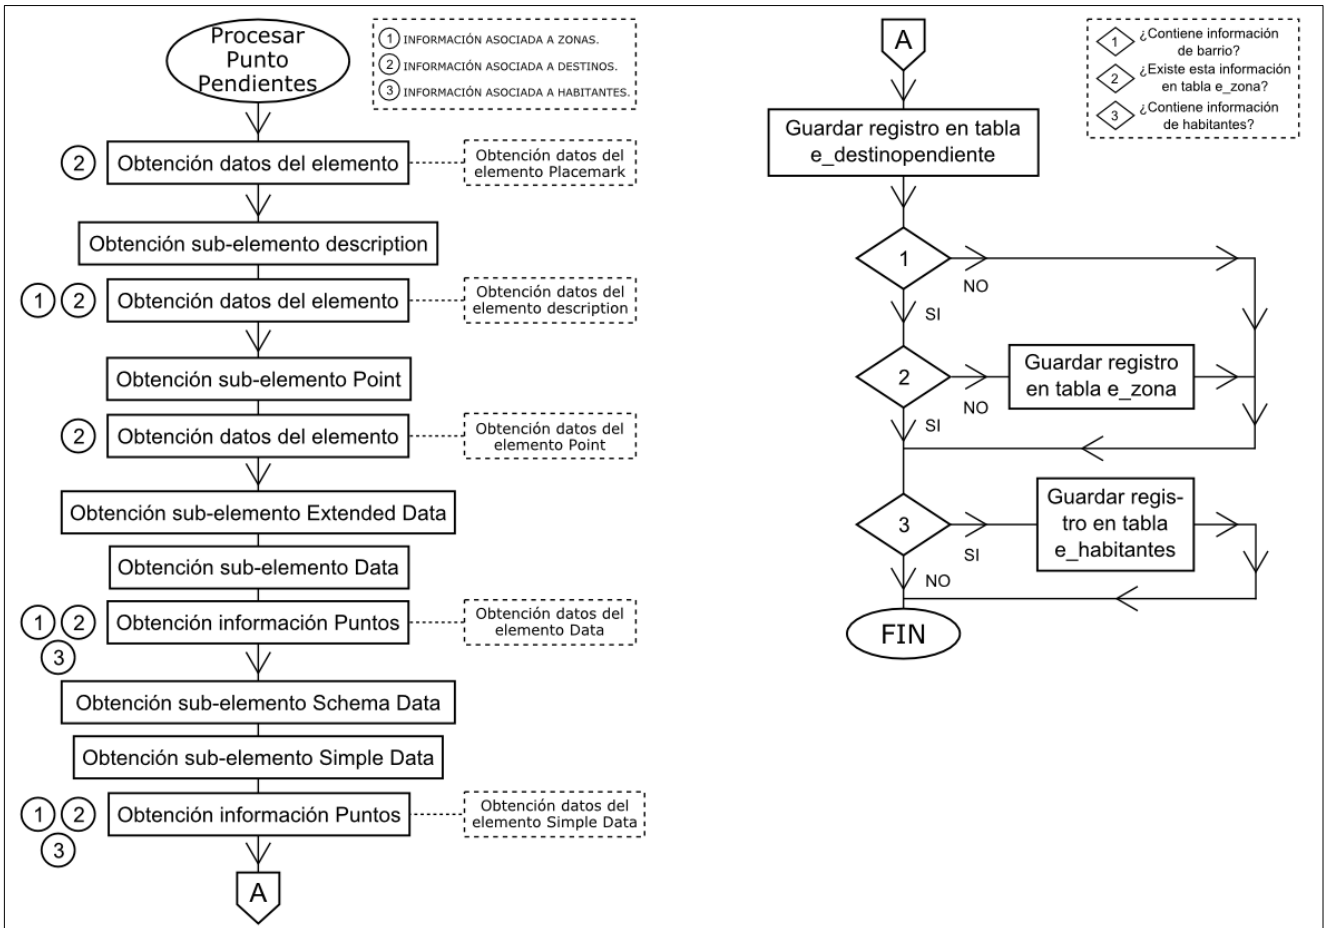 Procesar
Punto
Pendientes
1 INFORMACIÓN ASOCIADA A ZONAS.
2 INFORMACIÓN ASOCIADA A DESTINOS.
3 INFORMACIÓN ASOCIADA A HABITANTES.
2 Obtención datos del elemento
Obtención datos del
elemento Placemark
Obtención sub-elemento description
1 2 Obtención datos del elemento
Obtención datos del
elemento description
Obtención sub-elemento Point
2 Obtención datos del elemento
Obtención datos del
elemento Point
Obtención sub-elemento Extended Data
Obtención sub-elemento Data
1 2 Obtención información Puntos
3
Obtención datos del
elemento Data
Obtención sub-elemento Schema Data
Obtención sub-elemento Simple Data
1 2 Obtención información Puntos
3
Obtención datos del
elemento Simple Data
A
A
1 ¿Contiene información
de barrio?
2 ¿Existe esta información
en tabla e_zona?
3 ¿Contiene información
de habitantes?
Guardar registro en tabla
e_destinopendiente
1
NO
SI
2
NO
Guardar registro
en tabla e_zona
SI
3
SI
Guardar regis-
tro en tabla
e_habitantes
NO
FIN